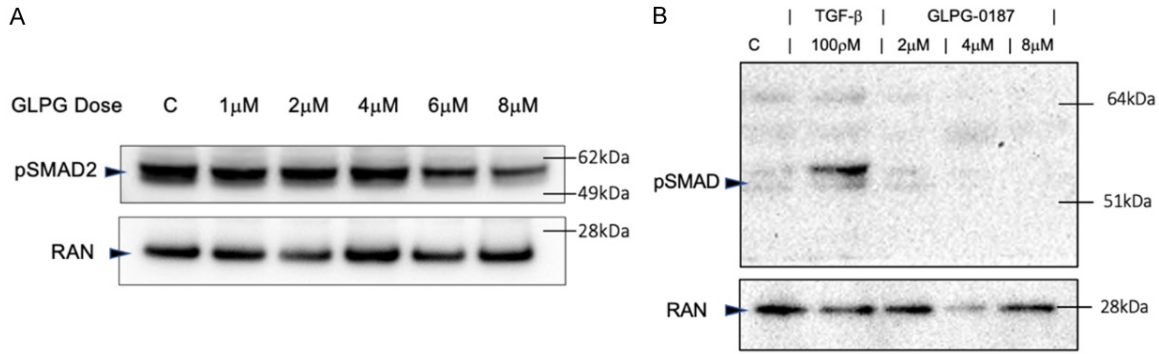 A
GLPG Dose C 1μM 2μM 4μM 6μM 8μM
pSMAD2
62kDa
49kDa
RAN
28kDa
B
| TGF-β | GLPG-0187 |
C | 100ρM | 2μM | 4μM | 8μM
64kDa
pSMAD
51kDa
RAN
28kDa